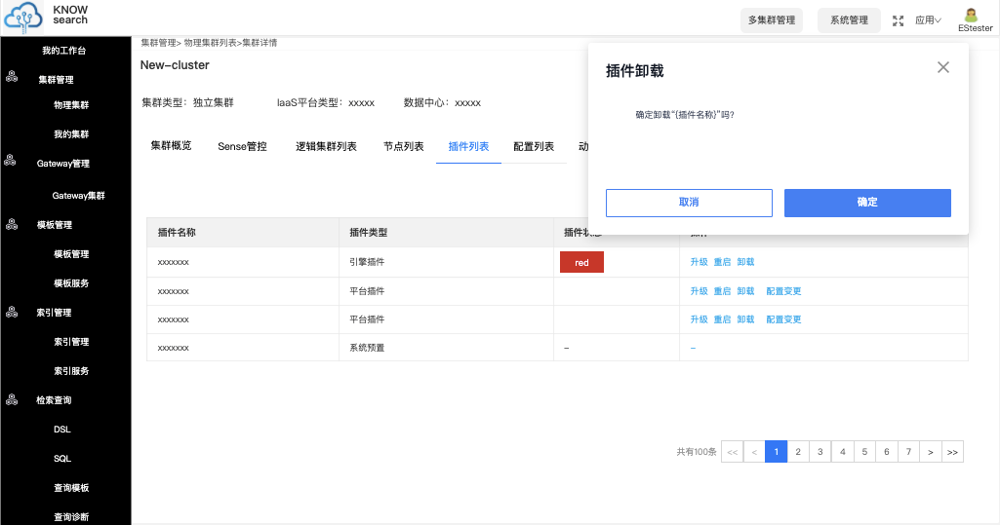 KNOW
search
多集群管理
系统管理
应用
EStester
我的工作台
集群管理
物理集群
我的集群
Gateway管理
Gateway集群
模板管理
模板管理
模板服务
索引管理
索引管理
索引服务
检索查询
DSL
SQL
查询模板
查询诊断
集群管理> 物理集群列表>集群详情
New-cluster
集群类型：独立集群 IaaS平台类型：xxxxx 数据中心：xxxxx
集群概览 Sense管控 逻辑集群列表 节点列表 插件列表 配置列表 动
插件卸载
确定卸载“{插件名称}”吗?
取消 确定
插件名称 插件类型 插件状态 操作
xxxxxxx 引擎插件 red 升级 重启 卸载
xxxxxxx 平台插件 升级 重启 卸载 配置变更
xxxxxxx 平台插件 升级 重启 卸载 配置变更
xxxxxxx 系统预置 – –
共有100条 << < 1 2 3 4 5 6 7 > >>